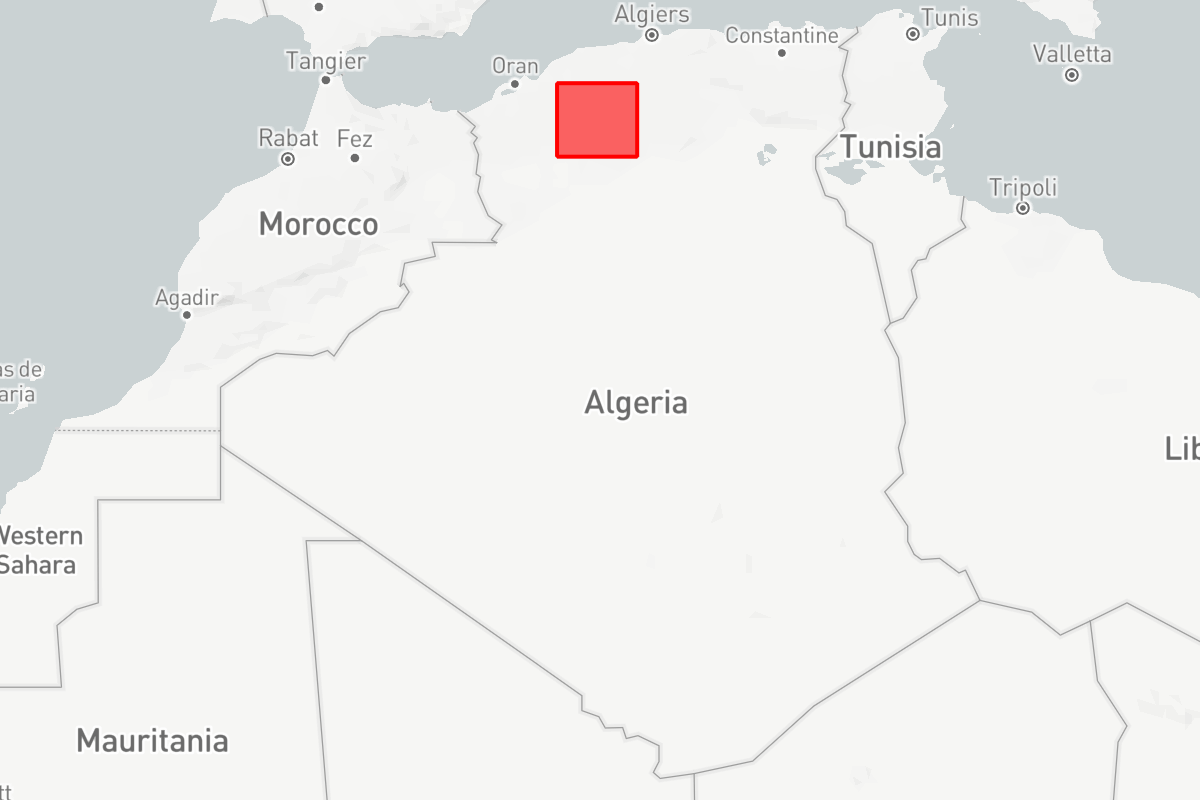 Algiers
Tunis
Constantine
Valletta
Tangier
Oran
Rabat
Fez
Tunisia
Tripoli
Morocco
Agadir
as de
aria
Algeria
Lib
Western
Sahara
Mauritania
tt